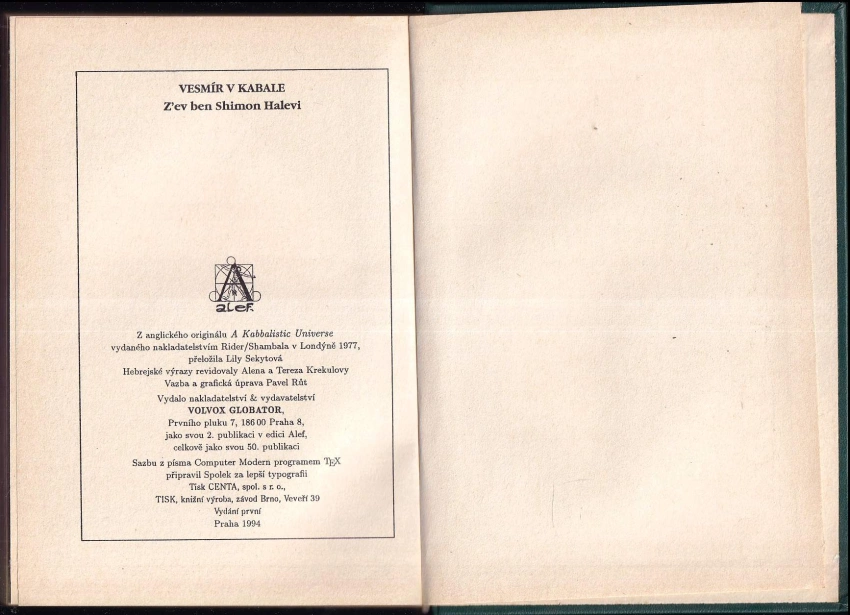 VESMÍR V KABALE
Z'ev ben Shimon Halevi
A
aleF.
Z anglického originálu A Kabbalistic Universe
vydaného nakladatelstvím Rider/Shambala v Londýně 1977,
přeložila Lily Sekytová
Hebrejské výrazy revidovaly Alena a Tereza Krekulovy
Vazba a grafická úprava Pavel Růt
Vydalo nakladatelství & vydavatelství
VOLVOX GLOBATOR,
Prvního pluku 7, 186 00 Praha 8,
jako svou 2. publikaci v edici Alef,
celkově jako svou 50. publikaci
Sazbu z písma Computer Modern programem TEX
připravil Spolek za lepší typografii
Tisk CENTA, spol. s r. o.,
TISK, knižní výroba, závod Brno, Veveří 39
Vydání první
Praha 1994